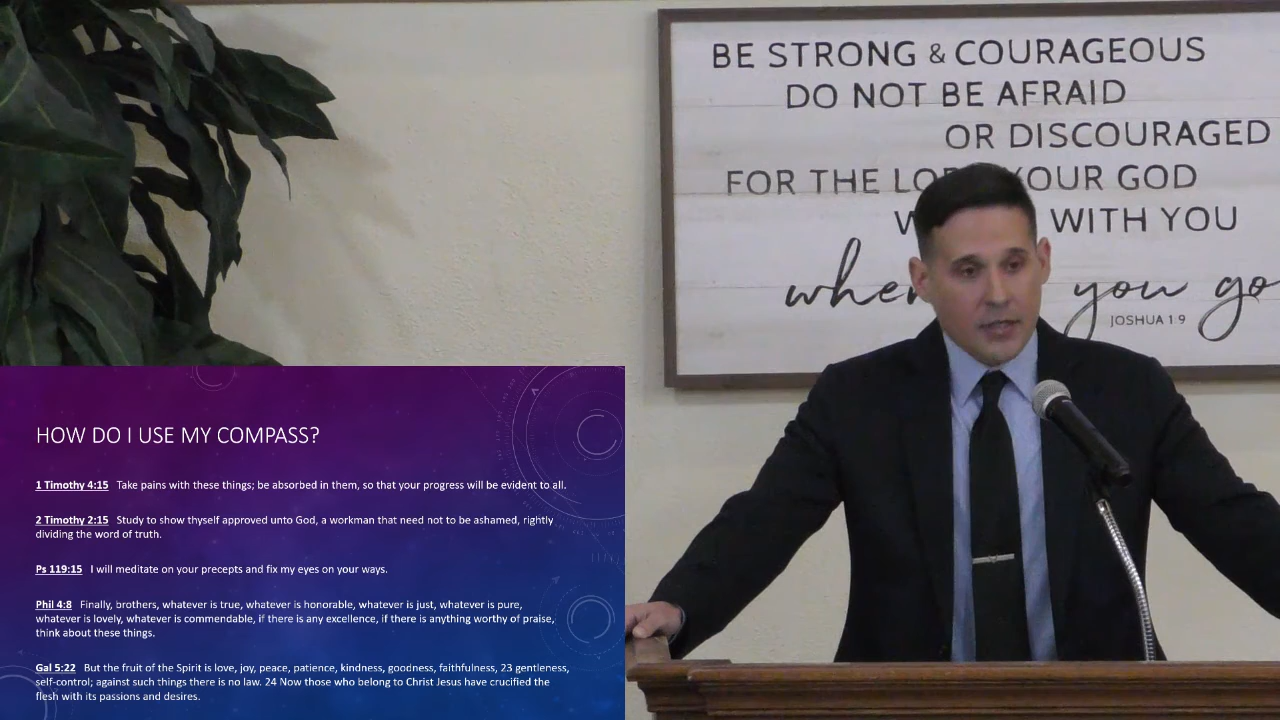 BE STRONG & COURAGEOUS
DO NOT BE AFRAID
OR DISCOURAGED
FOR THE YOUR GOD
WITH YOU
you go
JOSHUA 1:9
HOW DO I USE MY COMPASS?
1 Timothy 4:15 Take pains with these things; be absorbed in them, so that your progress will be evident to all.
2 Timothy 2:15 Study to show thyself approved unto God, a workman that need not to be ashamed, rightly
dividing the word of truth.
Ps 119:15 I will meditate on your precepts and fix my eyes on your ways.
Phil 4:8 Finally, brothers, whatever is true, whatever is honorable, whatever is just, whatever is pure,
whatever is lovely, whatever is commendable, if there is any excellence, if there is anything worthy of praise,
think about these things.
Gal 5:22 But the fruit of the Spirit is love, joy, peace, patience, kindness, goodness, faithfulness, 23 gentleness,
self-control; against such things there is no law. 24 Now those who belong to Christ Jesus have crucified the
flesh with its passions and desires.